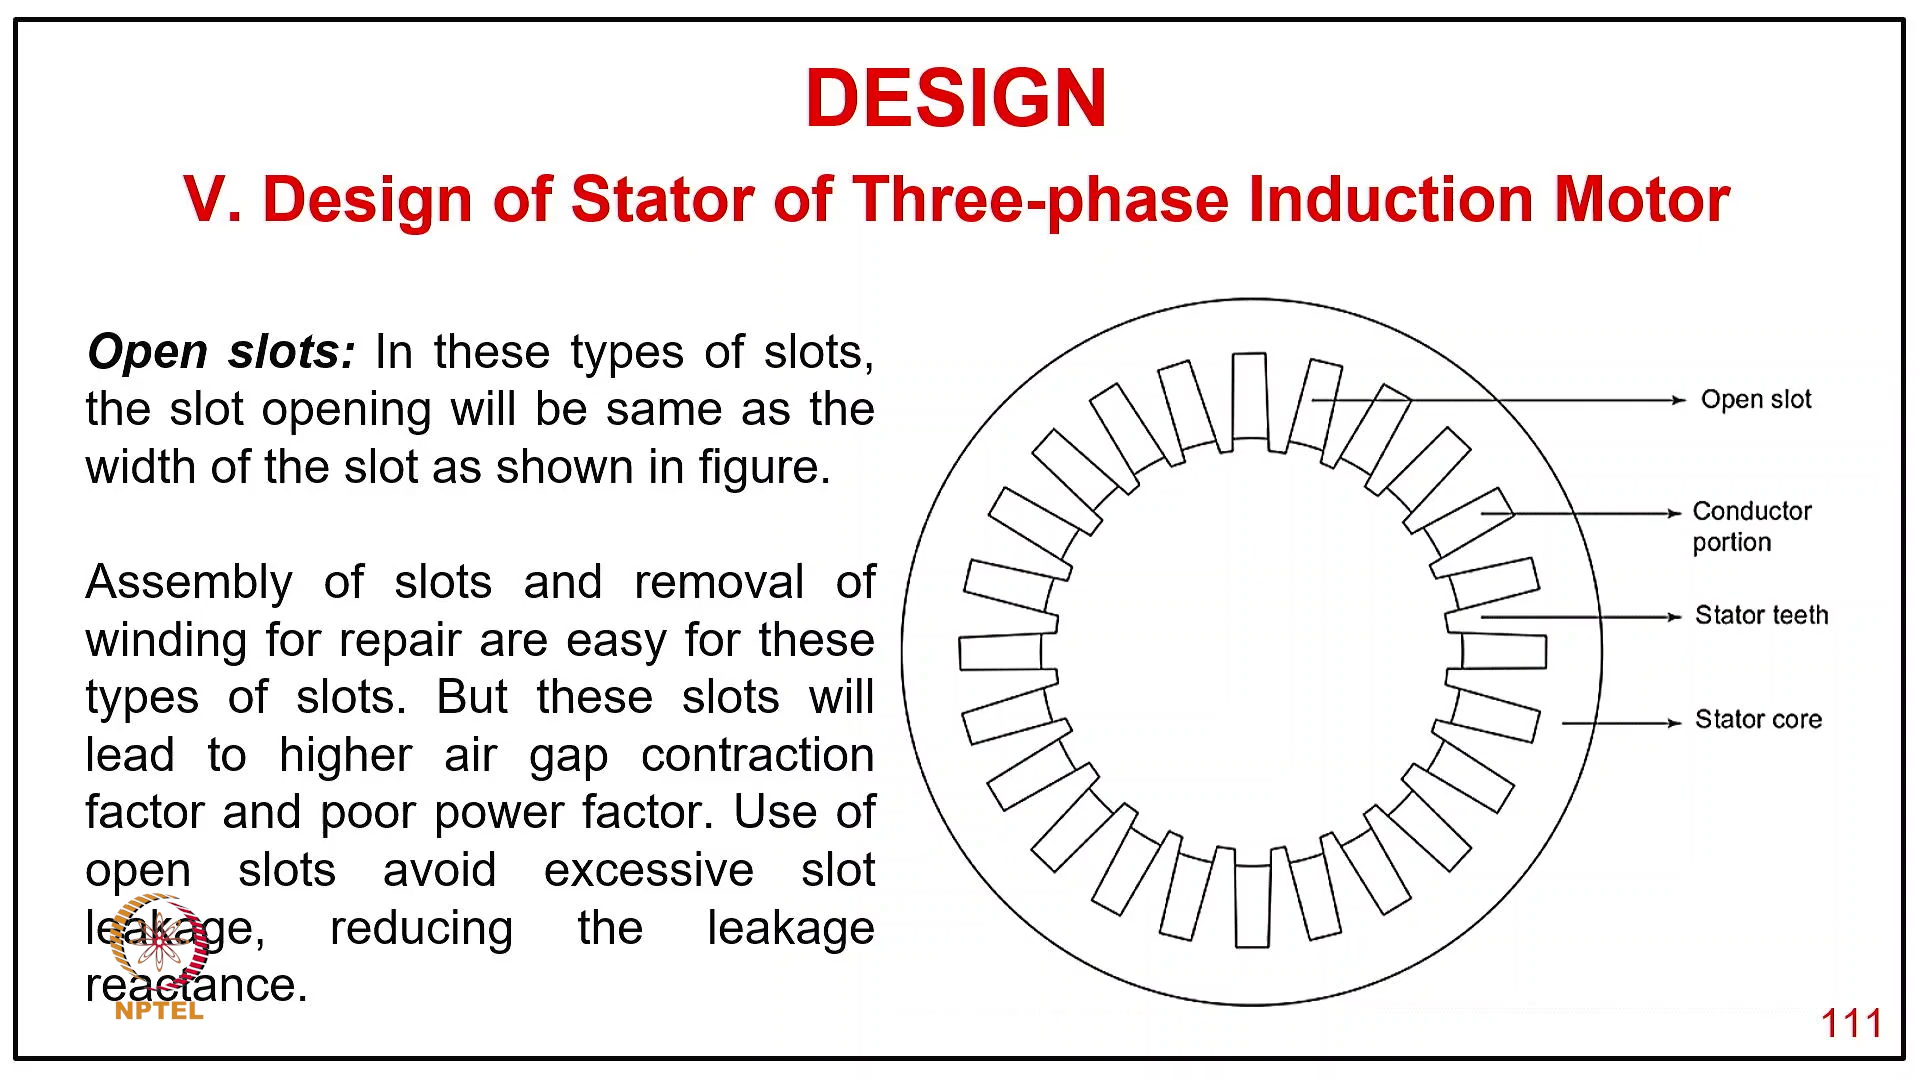 DESIGN
V. Design of Stator of Three-phase Induction Motor
Open slots: In these types of slots,
the slot opening will be same as the
width of the slot as shown in figure.
Assembly of slots and removal of
winding for repair are easy for these
types of slots. But these slots will
lead to higher air gap contraction
factor and poor power factor. Use of
open slots avoid excessive slot
leakage, reducing the leakage
reactance.
Open slot
Conductor
portion
Stator teeth
Stator core
NPTEL
111